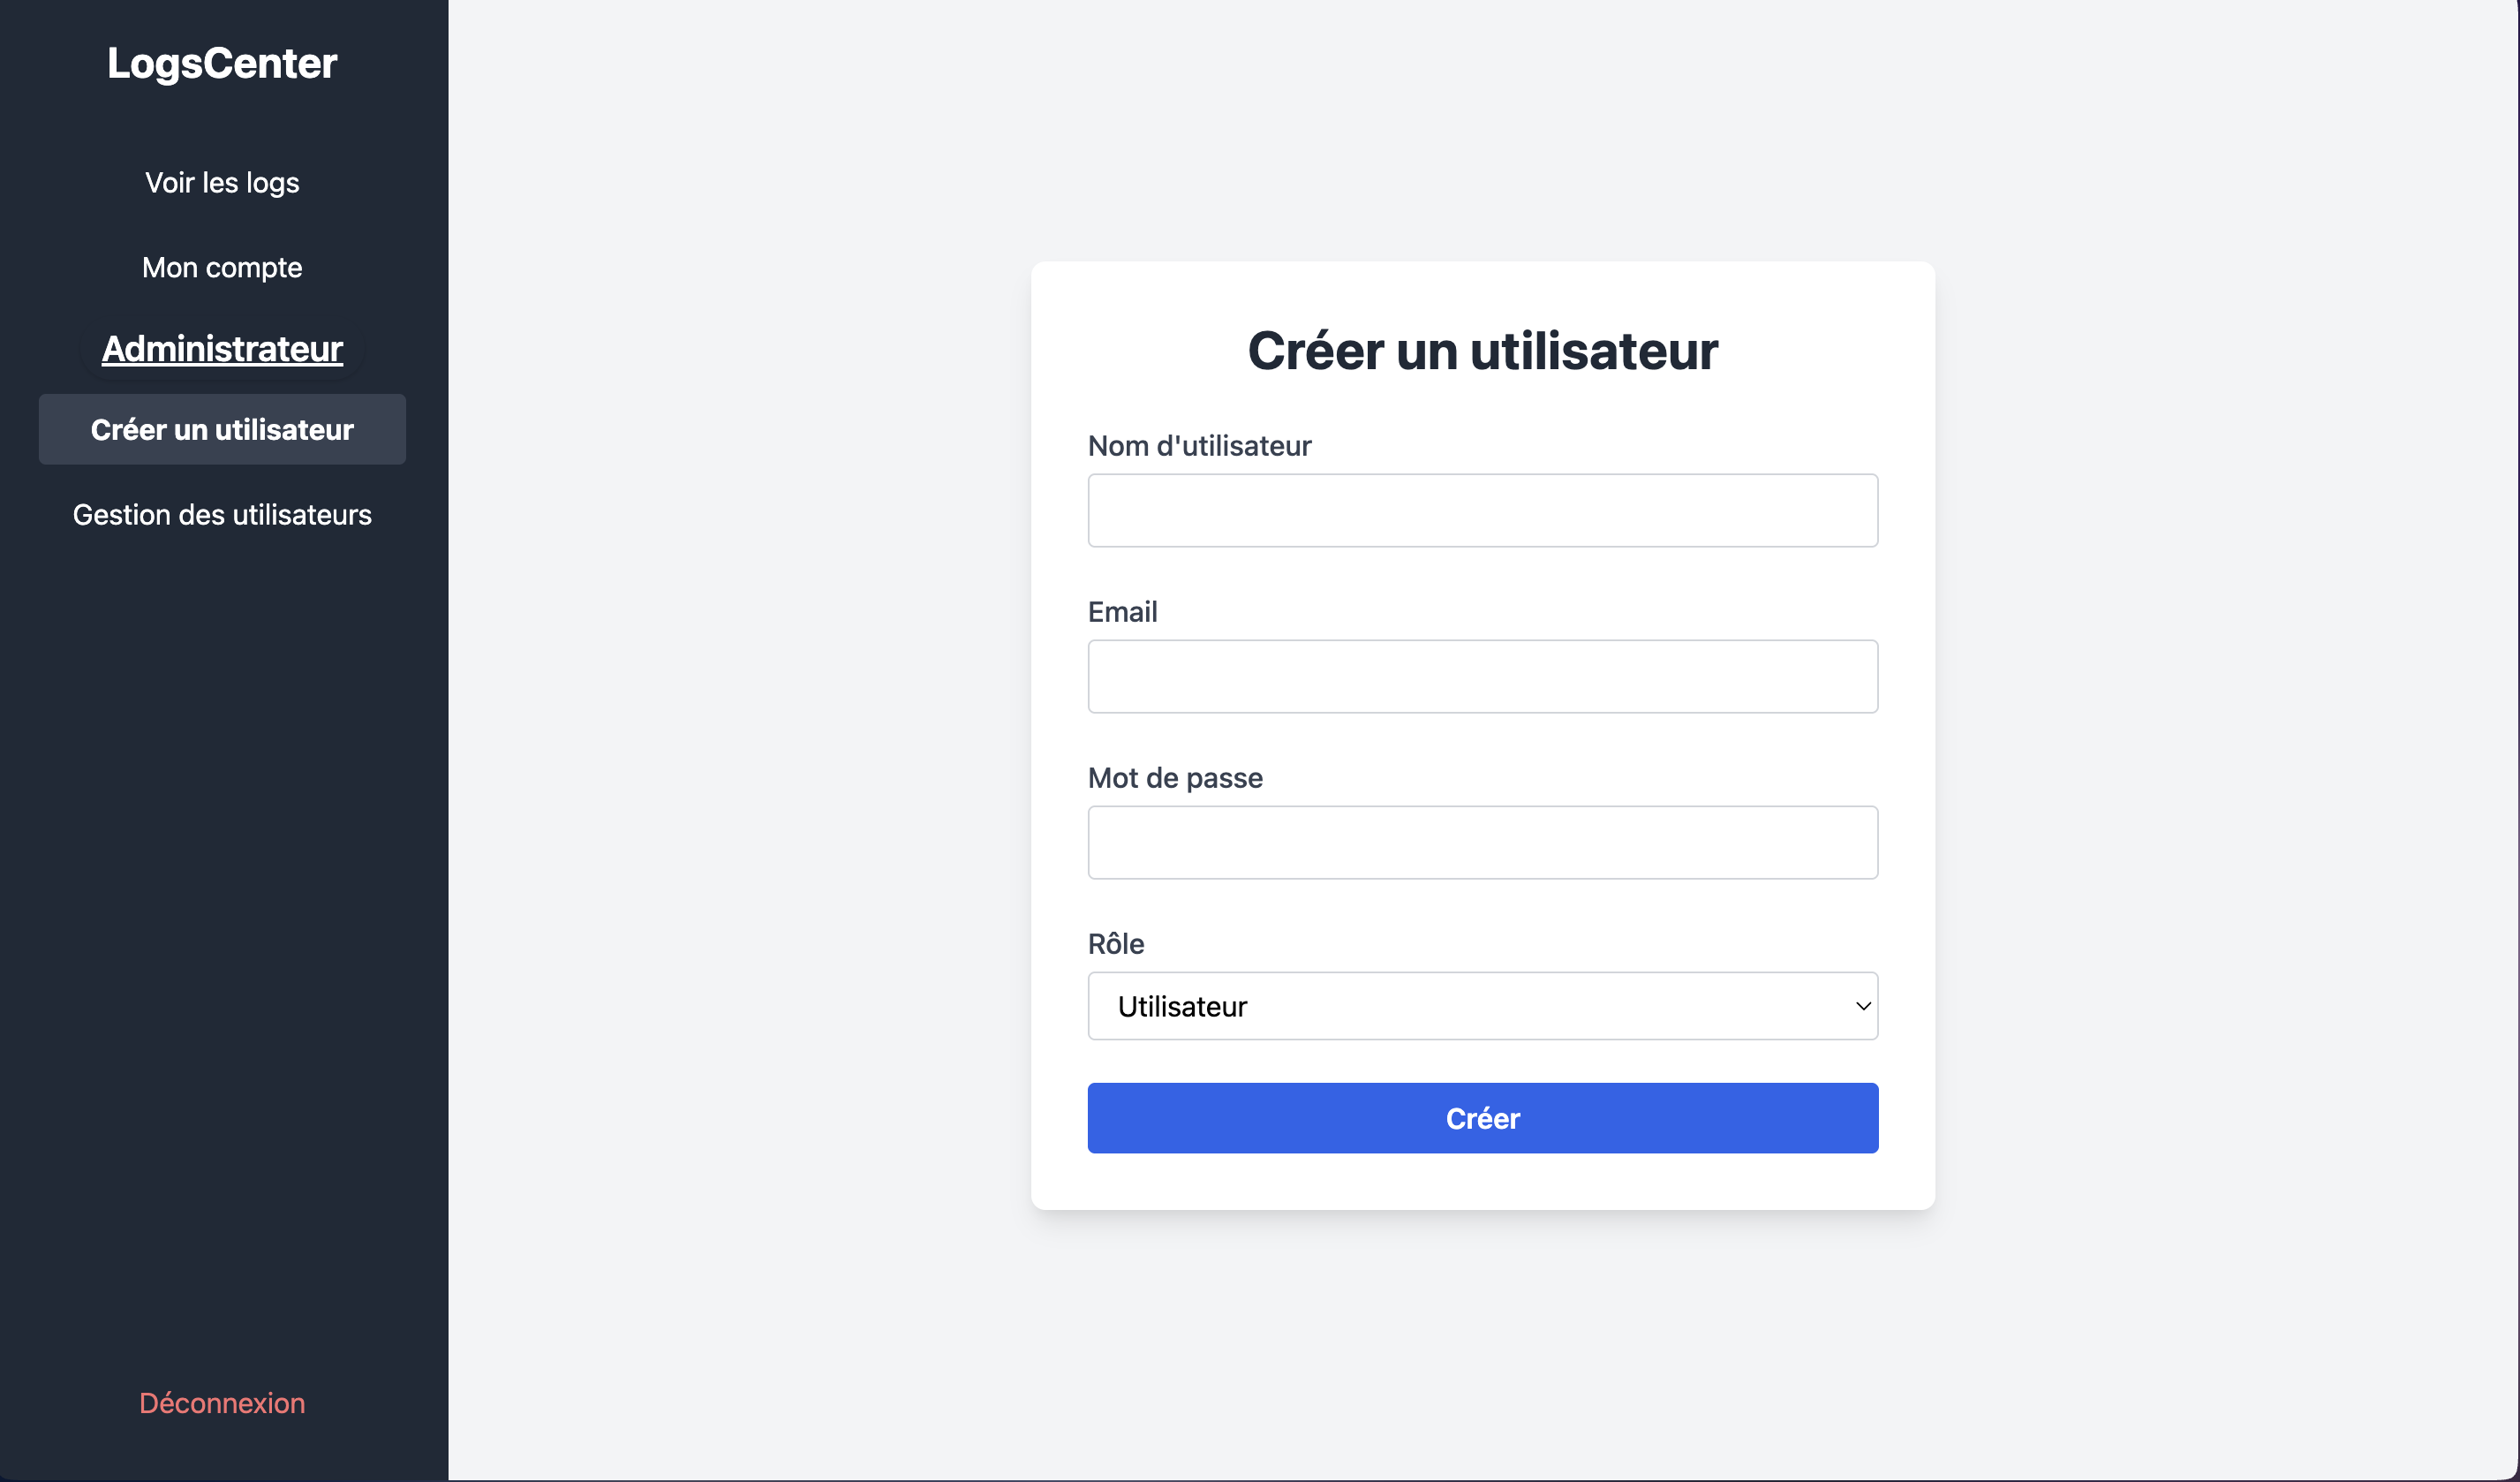 LogsCenter
Voir les logs
Mon compte
Administrateur
Créer un utilisateur
Gestion des utilisateurs
Déconnexion
Créer un utilisateur
Nom d'utilisateur
Email
Mot de passe
Rôle
Utilisateur
Créer